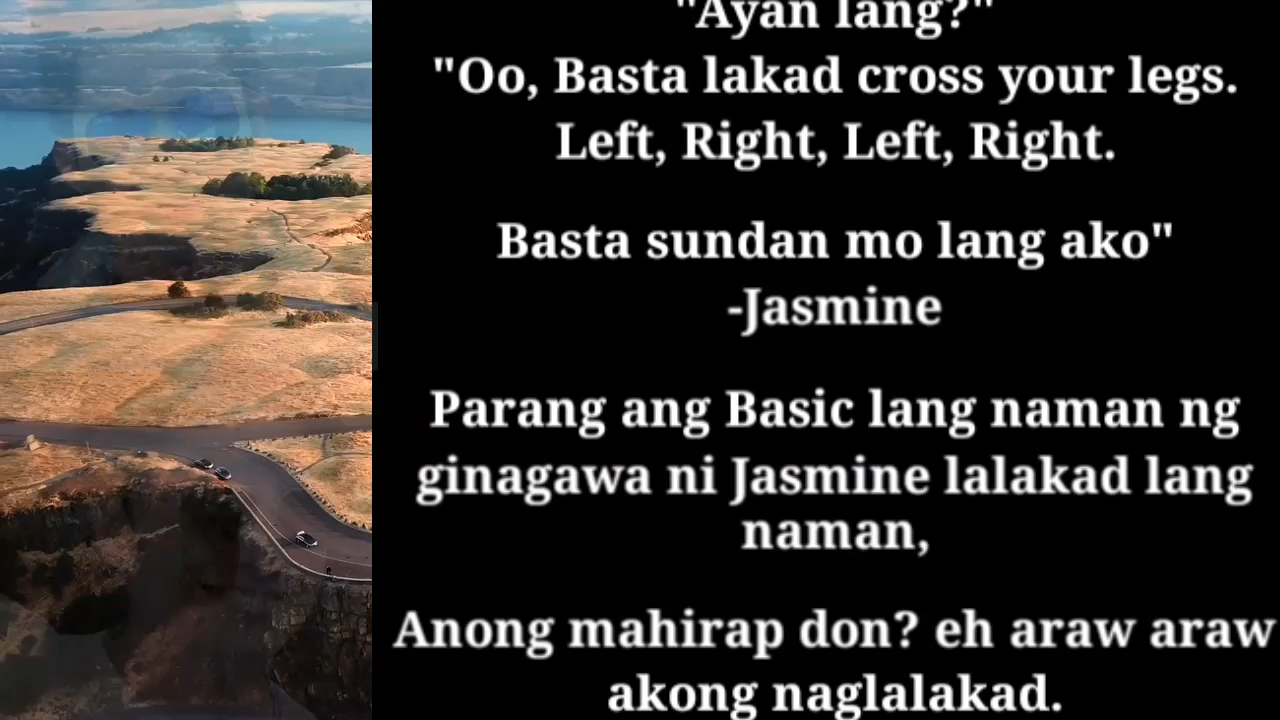 "Ayan lang?"
"Oo, Basta lakad cross your legs.
Left, Right, Left, Right.
Basta sundan mo lang ako"
-Jasmine
Parang ang Basic lang naman ng
ginagawa ni Jasmine lalakad lang
naman,
Anong mahirap don? eh araw araw
akong naglalakad.